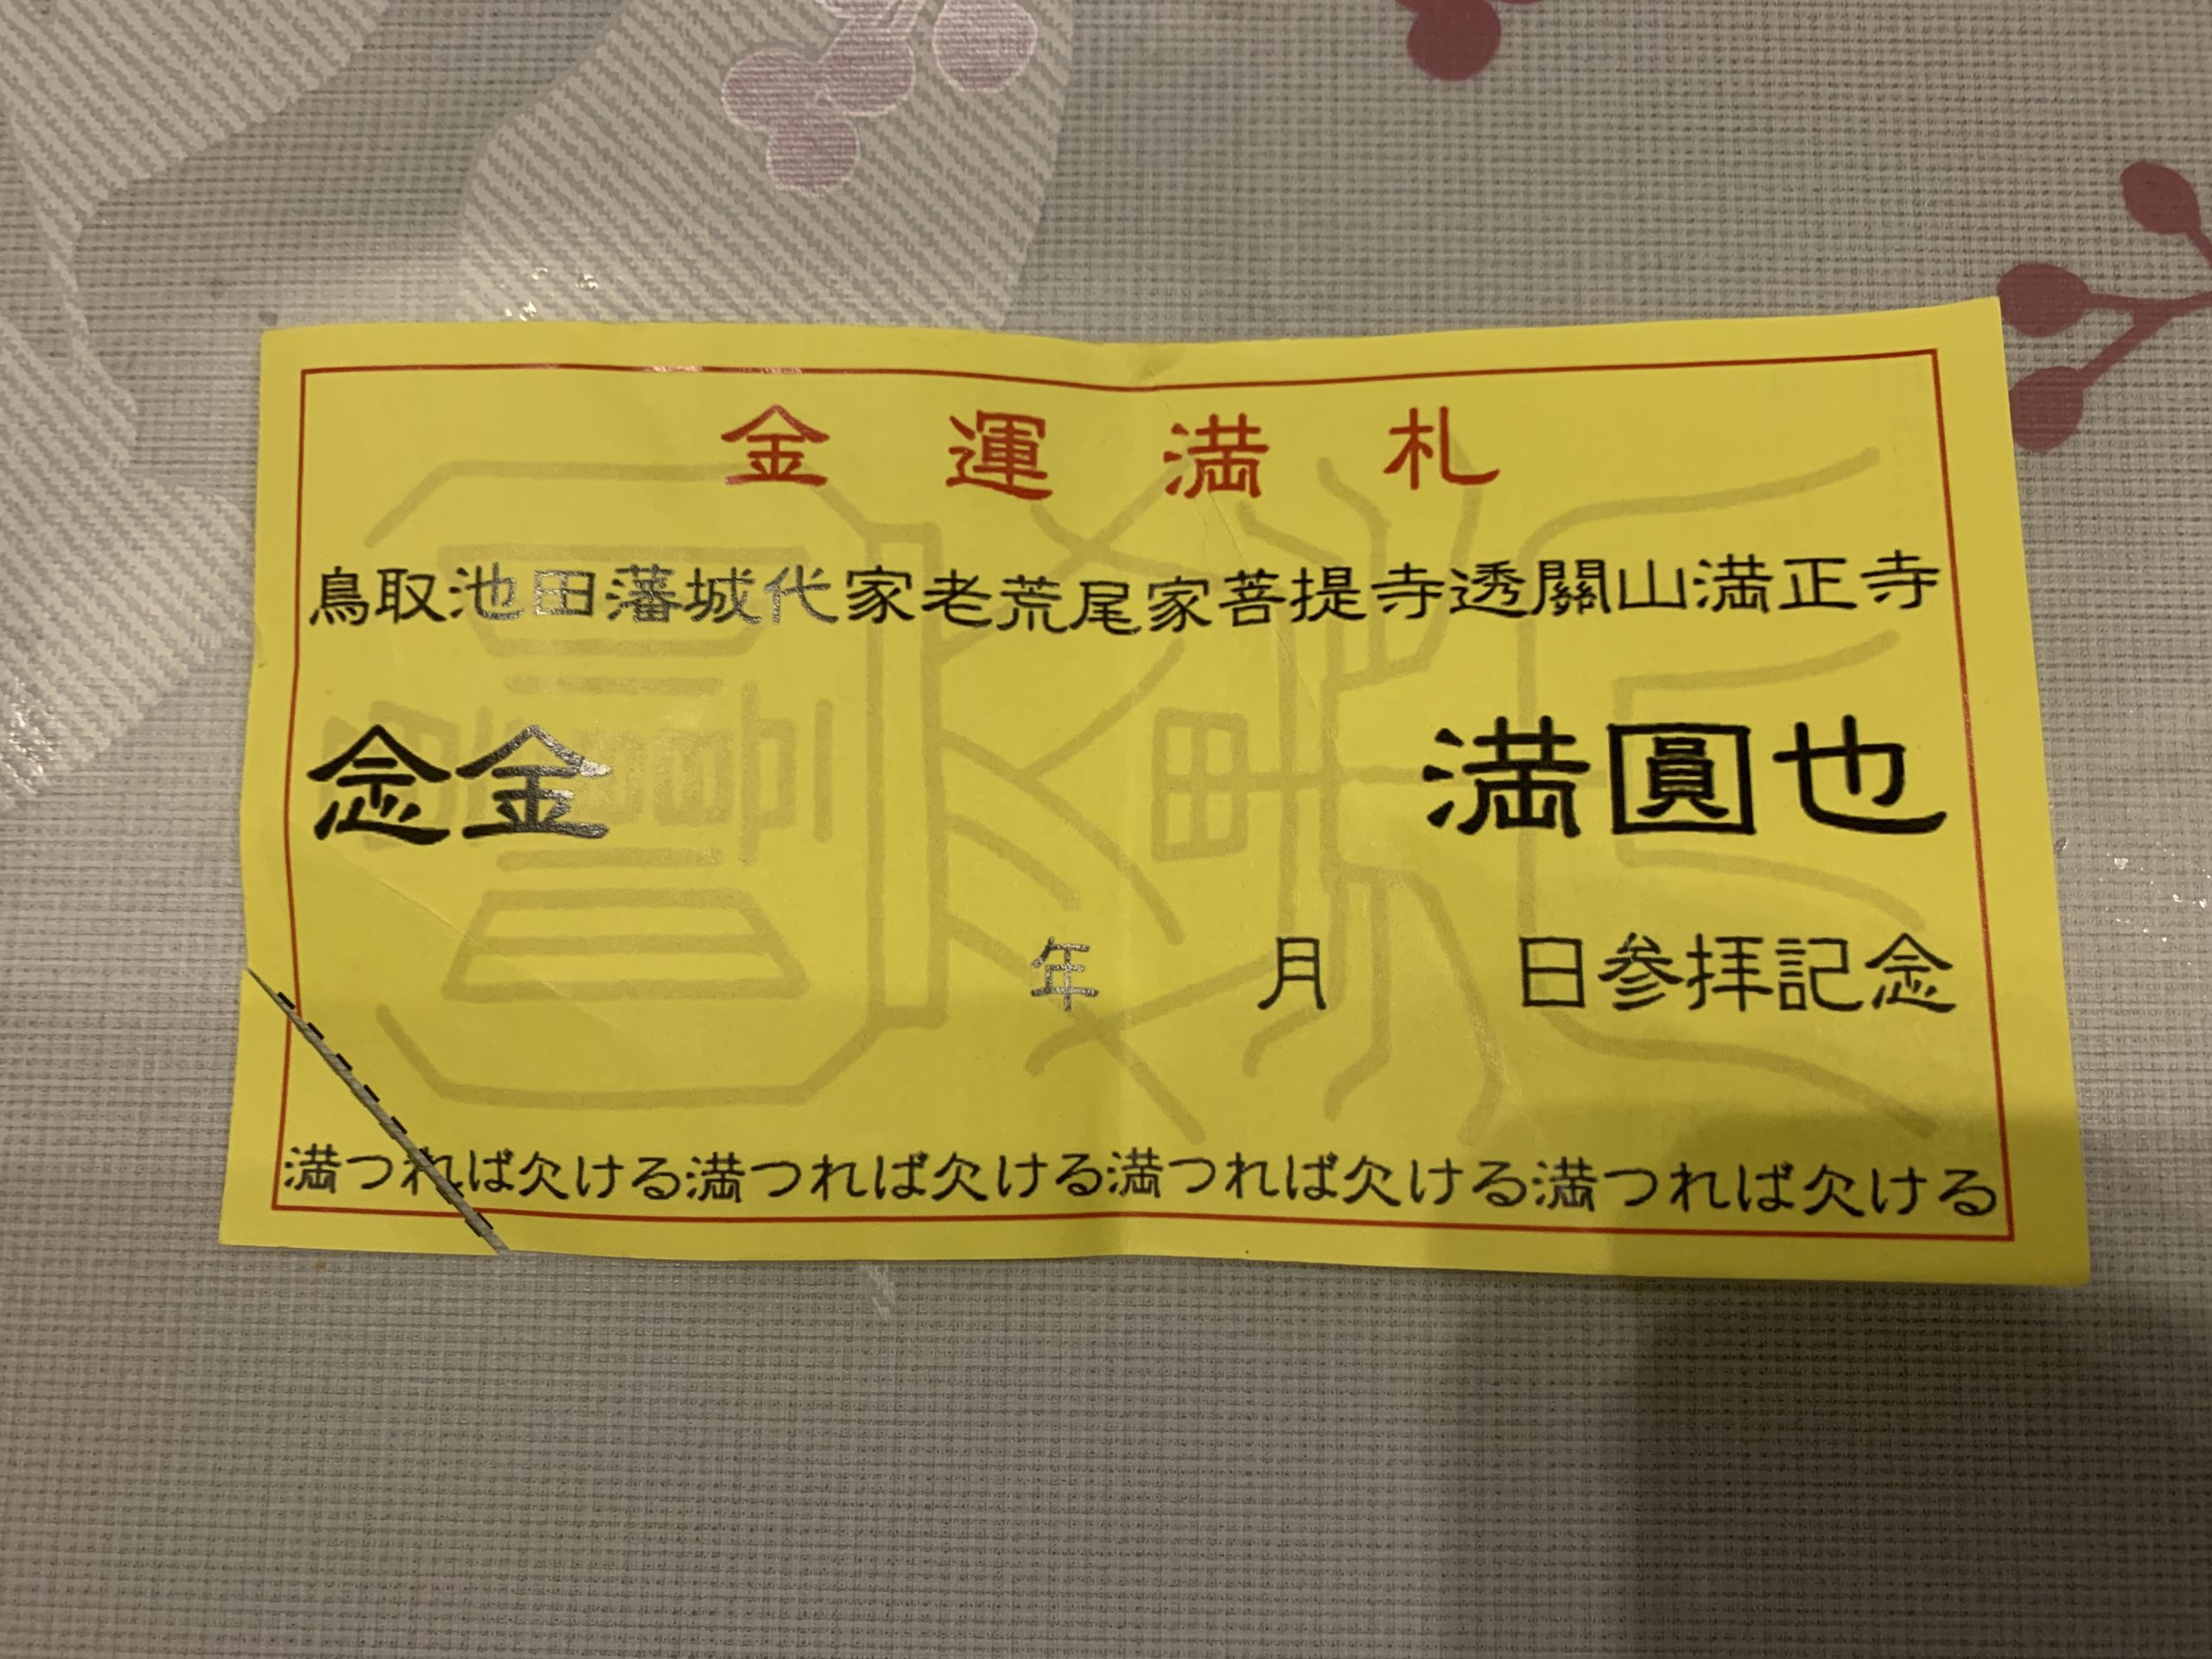 金運満札
鳥取池田藩城代家老荒尾家菩提寺透關山満正寺
念金 満圓也
年 月 日参拝記念
満つれば欠ける満つれば欠ける満つれば欠ける満つれば欠ける